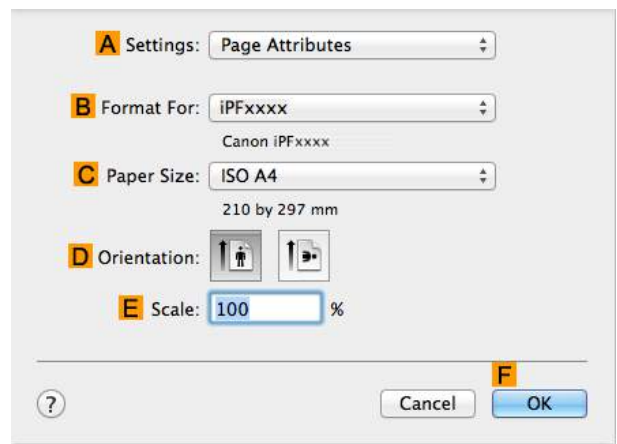 A Settings: Page Attributes
B Format For: iPFxxxx
Canon iPFxxxx
C Paper Size: ISO A4
210 by 297 mm
D Orientation:
E Scale: 100 %
F
? Cancel OK